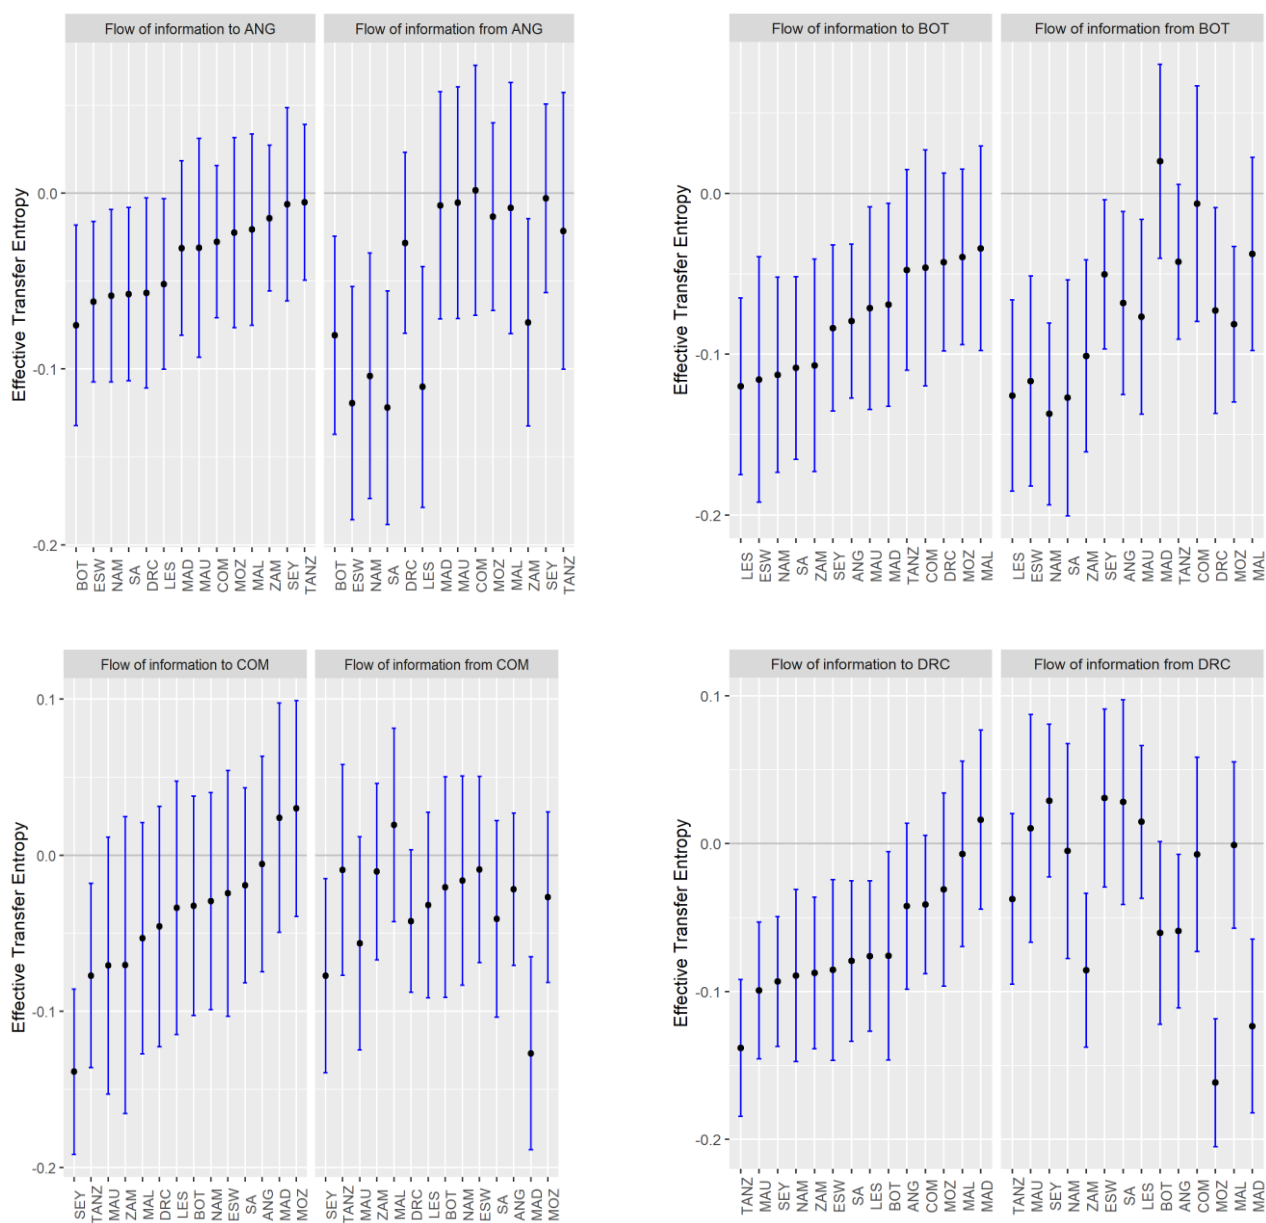 Flow of information to ANG
Flow of information from ANG
Effective Transfer Entropy
0.0
-0.1
-0.2
BOT ESW NAM SA DRC LES MAD MAU COM MOZ MAL ZAM SEY TANZ
BOT ESW NAM SA DRC LES MAD MAU COM MOZ MAL ZAM SEY TANZ
Flow of information to BOT
Flow of information from BOT
Effective Transfer Entropy
0.0
-0.1
-0.2
LES ESW NAM SA ZAM SEY ANG MAU MAD TANZ COM DRC MOZ MAL
LES ESW NAM SA ZAM SEY ANG MAU MAD TANZ COM DRC MOZ MAL
Flow of information to COM
Flow of information from COM
Effective Transfer Entropy
0.1
0.0
-0.1
-0.2
SEY TANZ MAU ZAM MAL DRC LES BOT NAM ESW SA ANG MAD MOZ
SEY TANZ MAU ZAM MAL DRC LES BOT NAM ESW SA ANG MAD MOZ
Flow of information to DRC
Flow of information from DRC
Effective Transfer Entropy
0.1
0.0
-0.1
-0.2
TANZ MAU SEY NAM ZAM ESW SA LES BOT ANG COM MOZ MAL MAD
TANZ MAU SEY NAM ZAM ESW SA LES BOT ANG COM MOZ MAL MAD